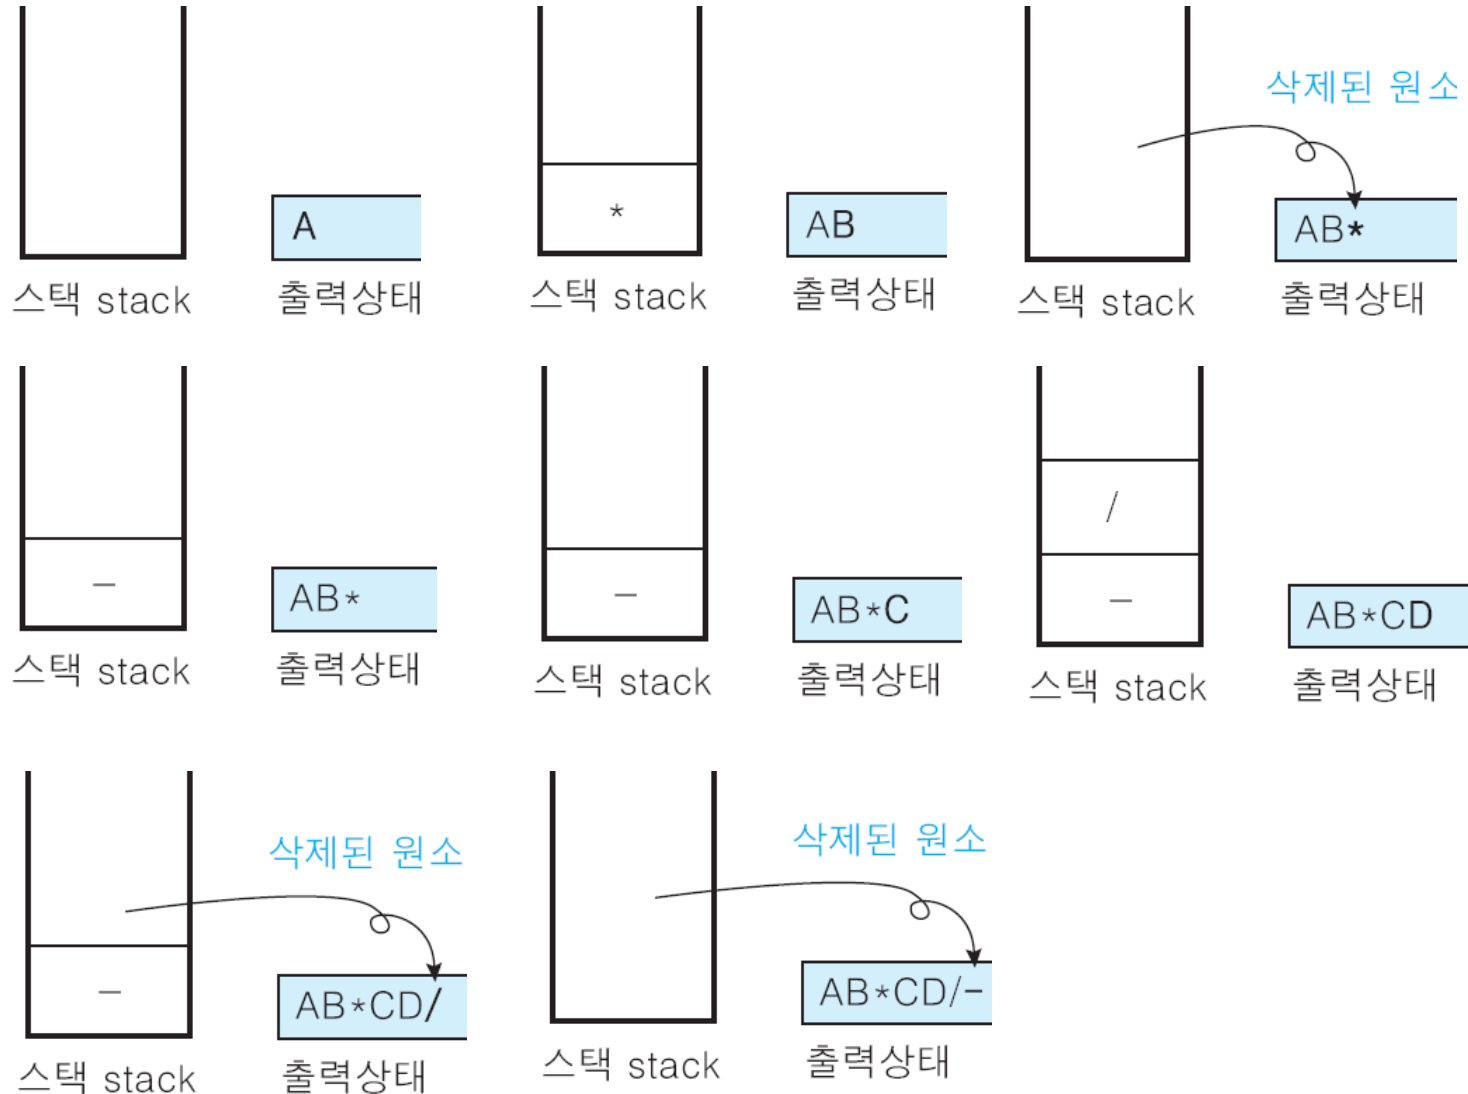 A
스택 stack
출력상태
*
AB
스택 stack
출력상태
삭제된 원소
AB*
스택 stack
출력상태
–
AB*
스택 stack
출력상태
–
AB*C
스택 stack
출력상태
/
–
AB*CD
스택 stack
출력상태
삭제된 원소
–
AB*CD/
스택 stack
출력상태
삭제된 원소
AB*CD/-
스택 stack
출력상태